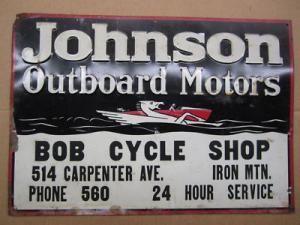 Johnson
Outboard Motors
BOB CYCLE SHOP
514 CARPENTER AVE. IRON MTN.
PHONE 560 24 HOUR SERVICE